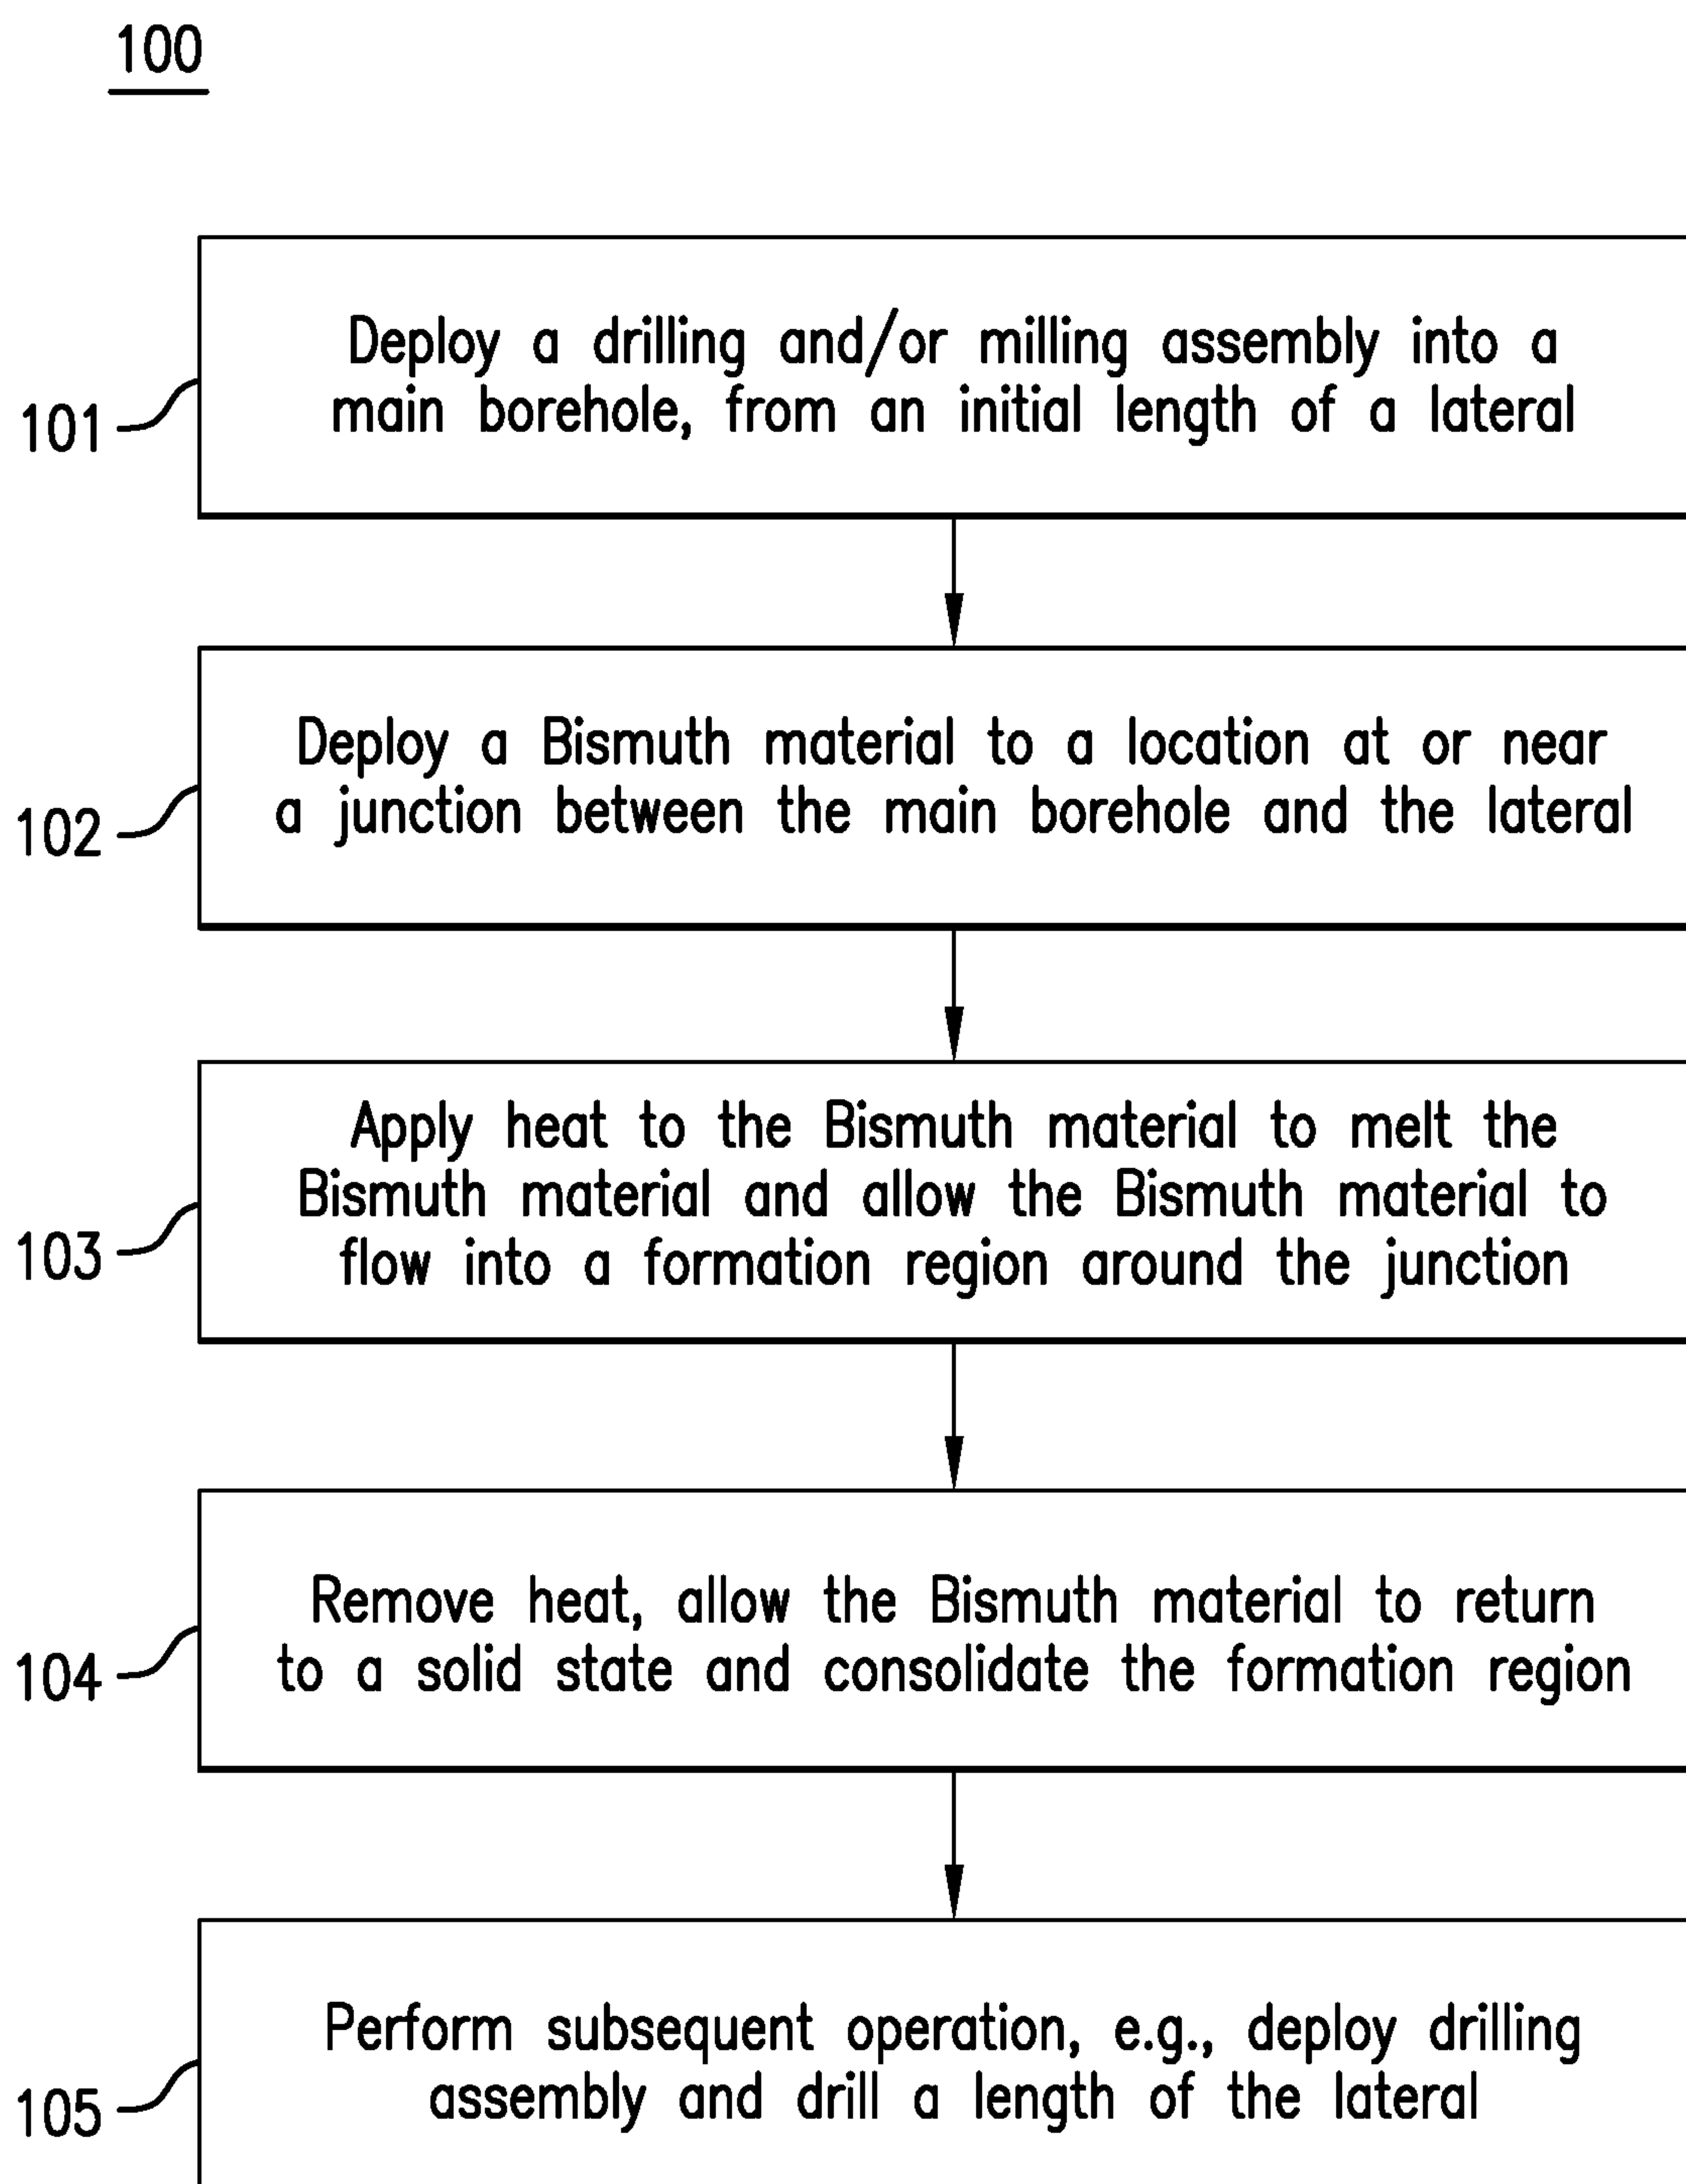 100
101
Deploy a drilling and/or milling assembly into a
main borehole, from an initial length of a lateral
102
Deploy a Bismuth material to a location at or near
a junction between the main borehole and the lateral
103
Apply heat to the Bismuth material to melt the
Bismuth material and allow the Bismuth material to
flow into a formation region around the junction
104
Remove heat, allow the Bismuth material to return
to a solid state and consolidate the formation region
105
Perform subsequent operation, e.g., deploy drilling
assembly and drill a length of the lateral